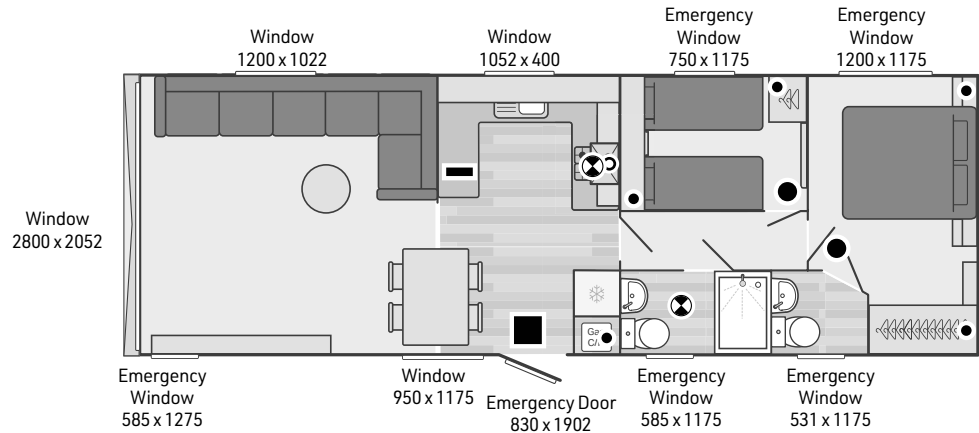 Emergency
Window
750 x 1175
Emergency
Window
1200 x 1175
Window
1200 x 1022
Window
1052 x 400
Window
2800 x 2052
Emergency
Window
585 x 1275
Window
950 x 1175
Emergency Door
830 x 1902
Emergency
Window
585 x 1175
Emergency
Window
531 x 1175